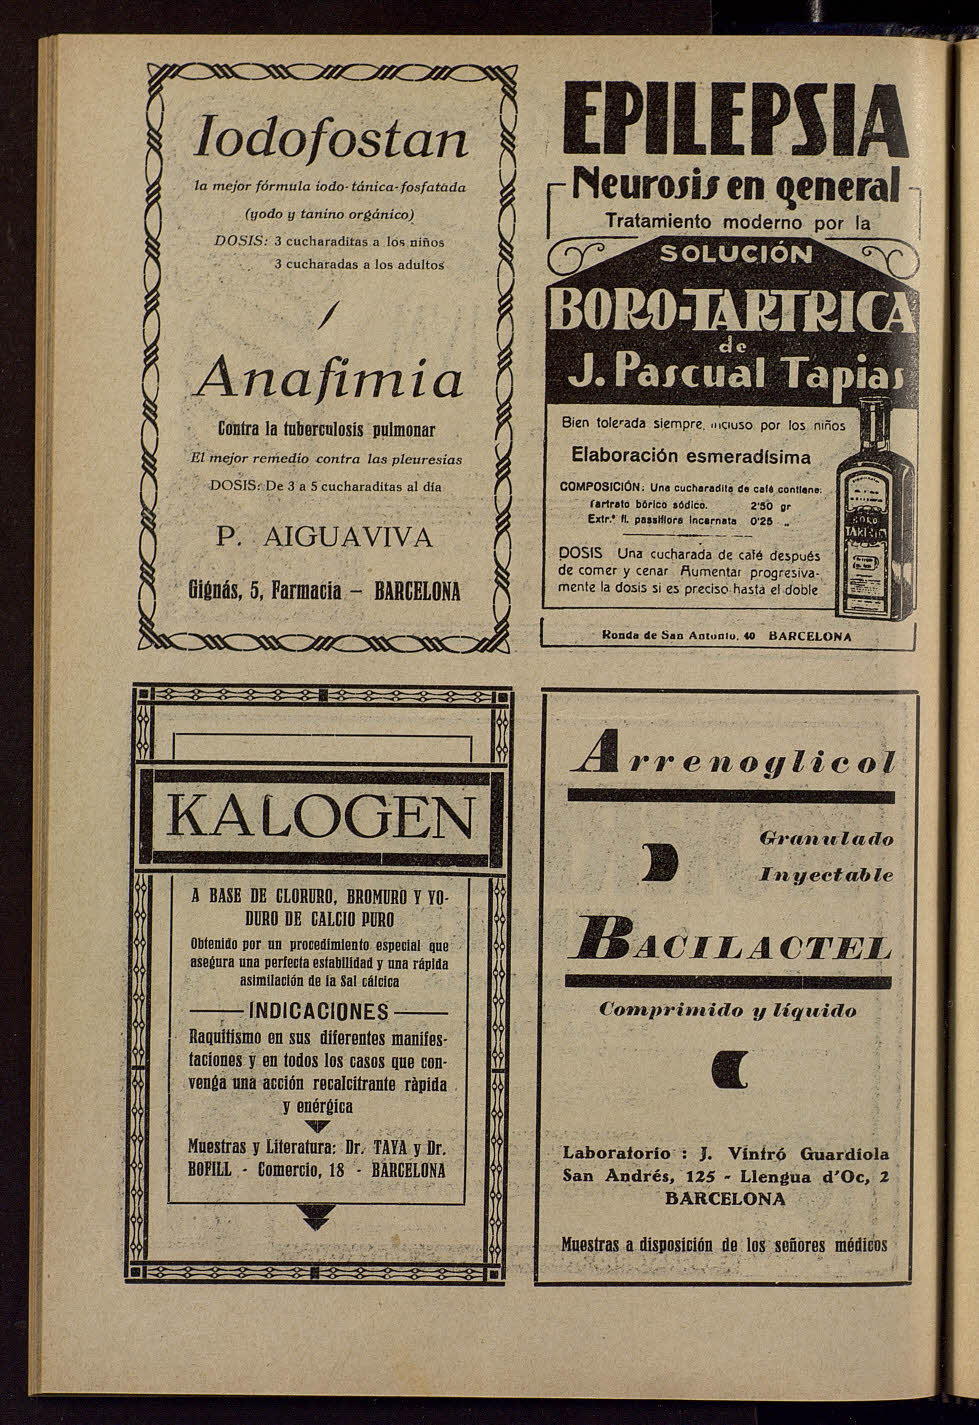 Iodofostan
la mejor fórmula iodo-tánica-fosfatada
(yodo y tanino orgánico)
DOSIS: 3 cucharaditas a los niños
3 cucharadas a los adultos
Anafimia
Contra la tuberculosis pulmonar
El mejor remedio contra las pleuresias
DOSIS: De 3 a 5 cucharaditas al día
P. AIGUAVIVA
Gignás, 5, Farmacia - BARCELONA
EPILEPSIA
Neurosis en general
Tratamiento moderno por la
SOLUCIÓN
BORO-TARTRICA
de
J. Pascual Tapias
Bien tolerada siempre, incluso por los niños
Elaboración esmeradísima
COMPOSICIÓN: Una cucharadita de café contiene:
Tartrato bórico sódico. 2'50 gr
Extr.º fl. passiflora incarnata 0'25 „
DOSIS Una cucharada de café después
de comer y cenar Aumentar progresiva-
mente la dosis si es preciso hasta el doble
BORO
TARTRICA
Ronda de San Antonio, 40 BARCELONA
KALOGEN
A BASE DE CLORURO, BROMURO Y YO-
DURO DE CALCIO PURO
Obtenido por un procedimiento especial que
asegura una perfecta estabilidad y una rápida
asimilación de la Sal cálcica
INDICACIONES
Raquitismo en sus diferentes manifes-
taciones y en todos los casos que con-
venga una acción recalcitrante ràpida
y enérgica
Muestras y Literatura: Dr. TAYA y Dr.
BOFILL - Comercio, 18 - BARCELONA
Arrenoglicol
Granulado
Inyectable
BACILACTEL
Comprimido y líquido
Laboratorio : J. Vintró Guardiola
San Andrés, 125 - Llengua d'Oc, 2
BARCELONA
Muestras a disposición de los señores médicos